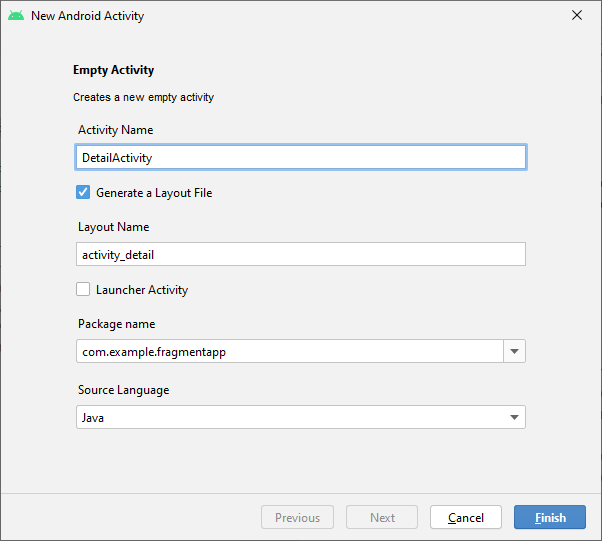 New Android Activity
Empty Activity
Creates a new empty activity
Activity Name
DetailActivity
Generate a Layout File
Layout Name
activity_detail
Launcher Activity
Package name
com.example.fragmentapp
Source Language
Java
Previous Next Cancel Finish